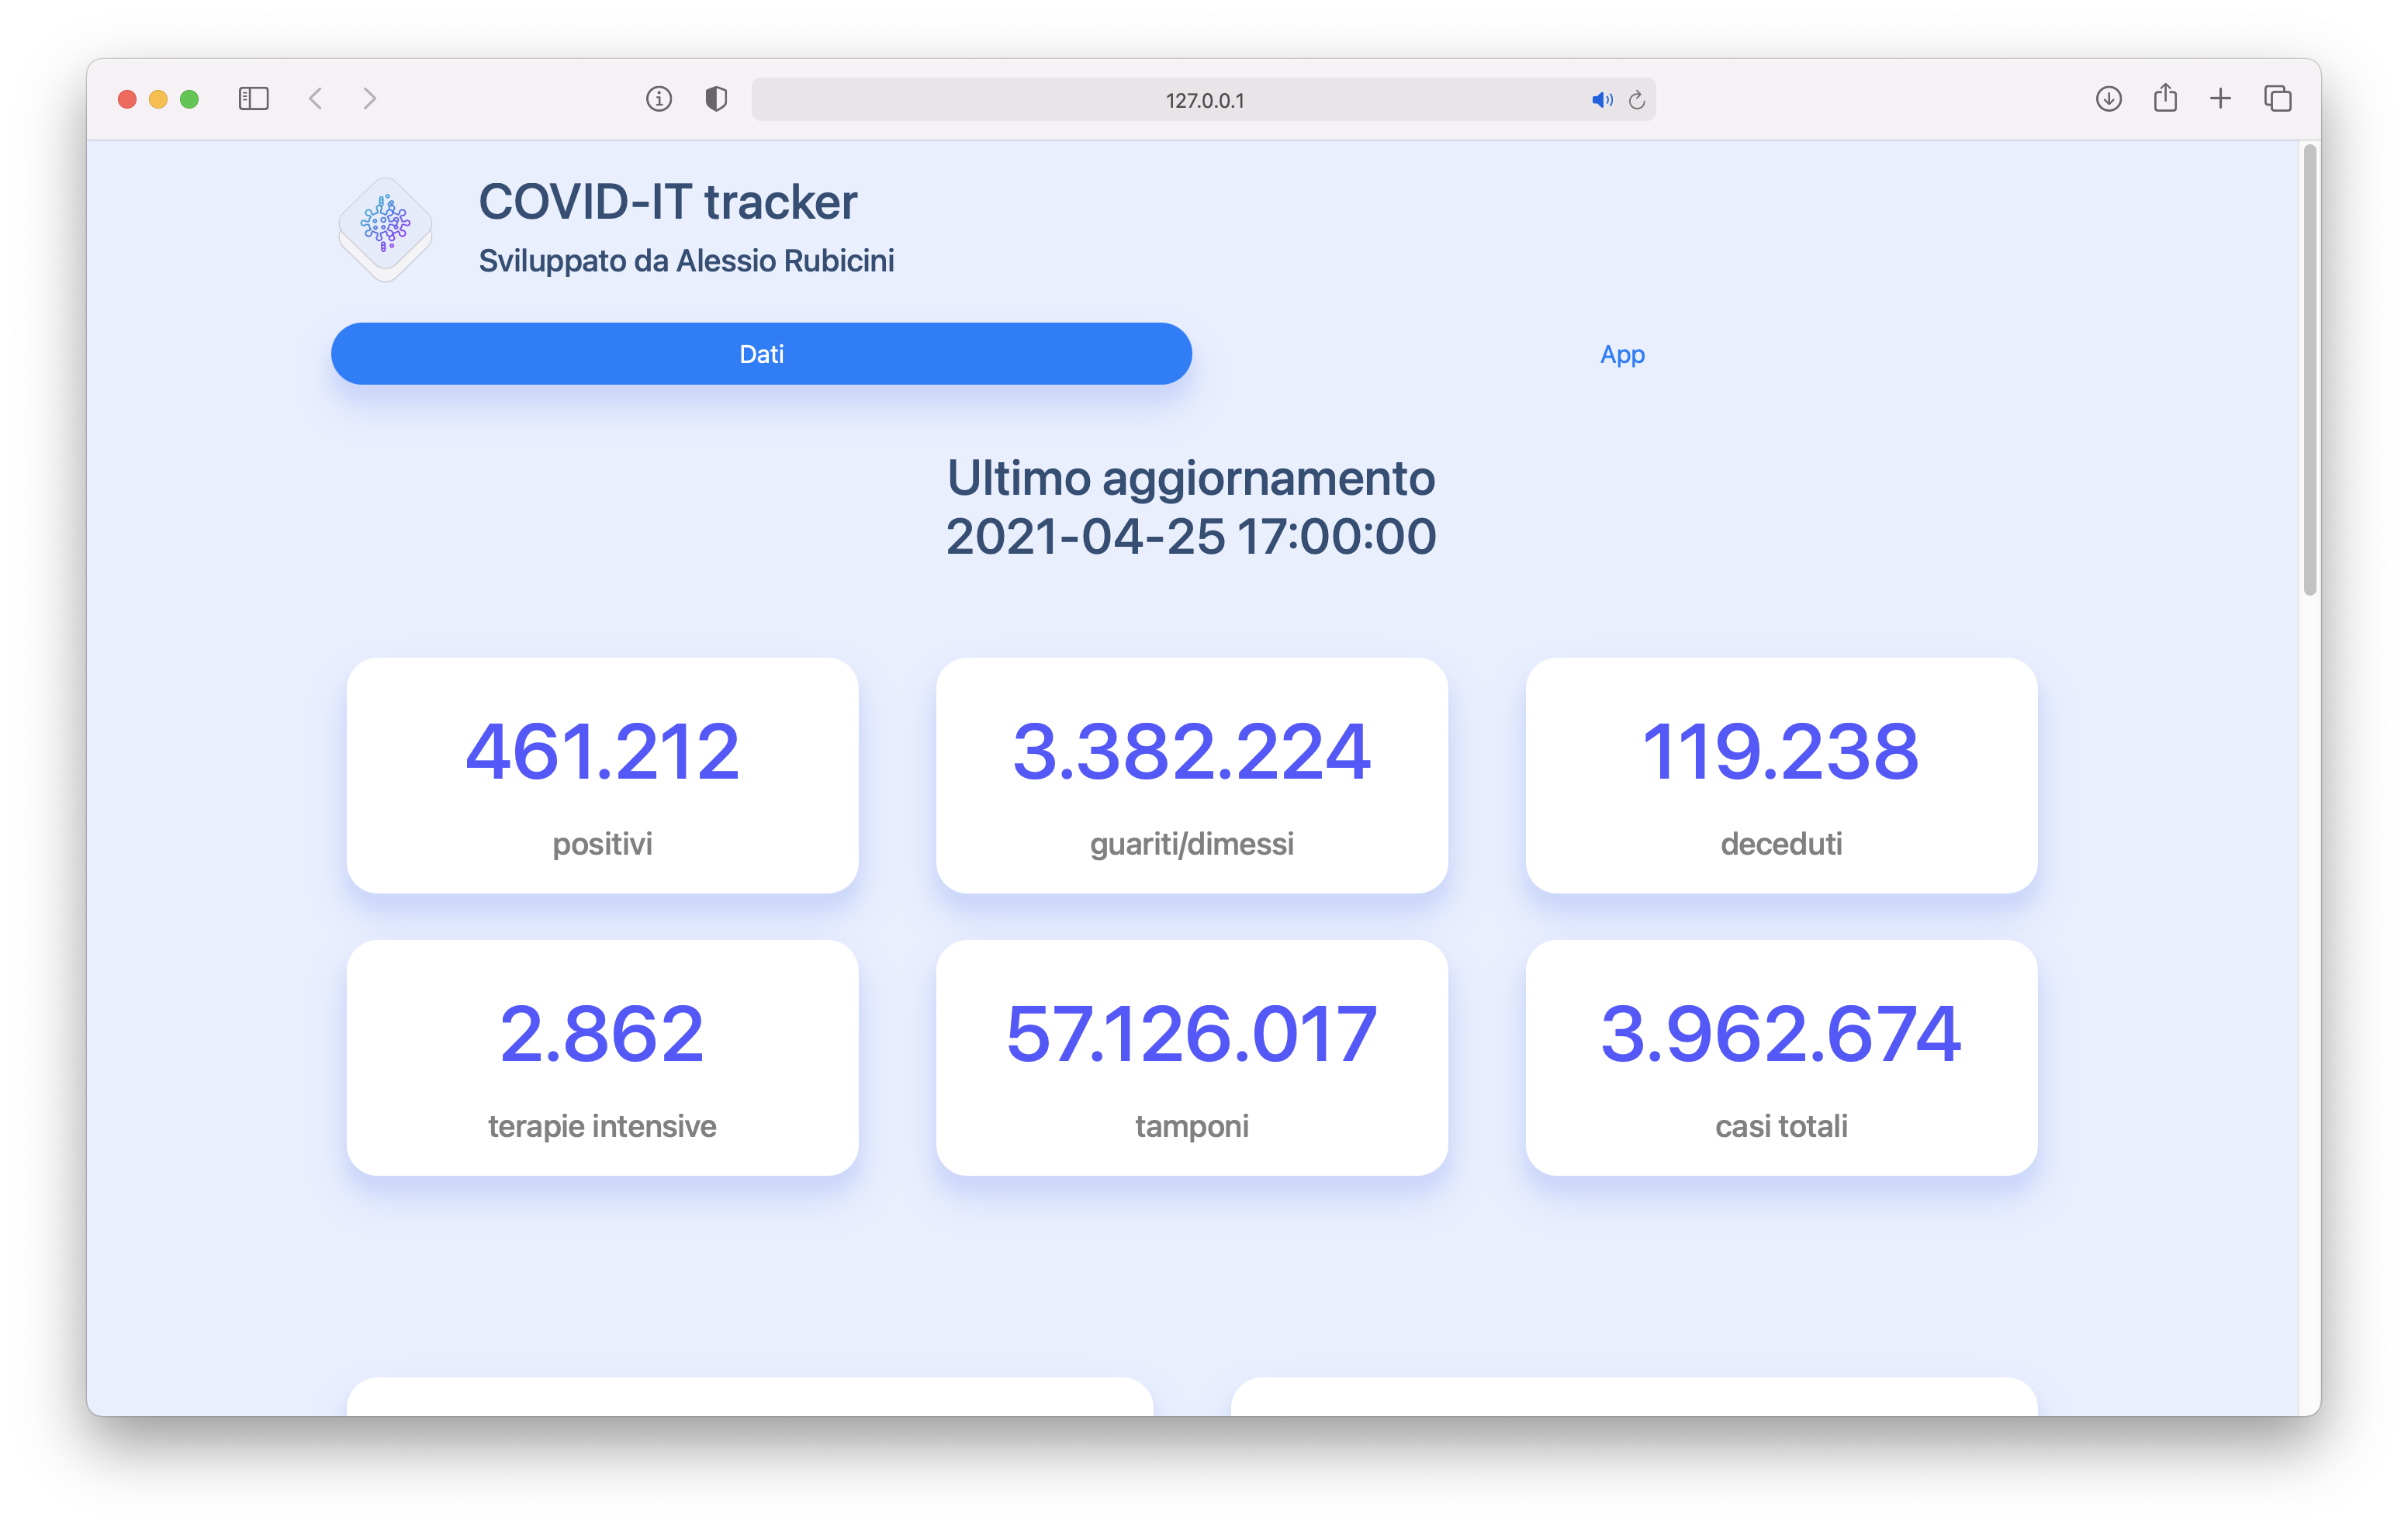 127.0.0.1
COVID-IT tracker
Sviluppato da Alessio Rubicini
Dati
App
Ultimo aggiornamento
2021-04-25 17:00:00
461.212
positivi
3.382.224
guariti/dimessi
119.238
deceduti
2.862
terapie intensive
57.126.017
tamponi
3.962.674
casi totali